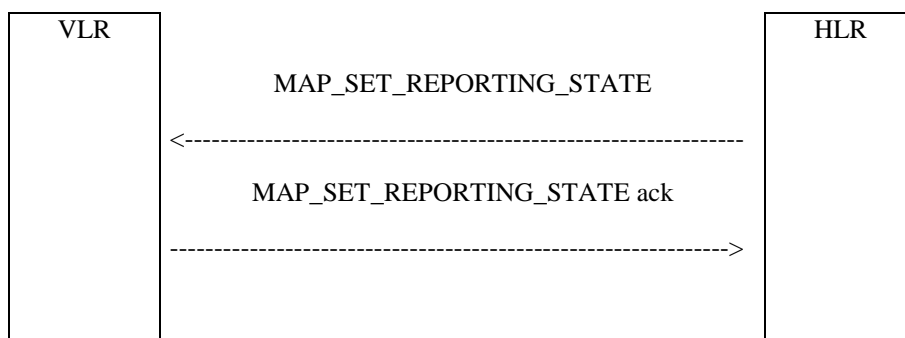 VLR HLR
MAP_SET_REPORTING_STATE
<---------------------------------------------------------------
MAP_SET_REPORTING_STATE ack
--------------------------------------------------------------->